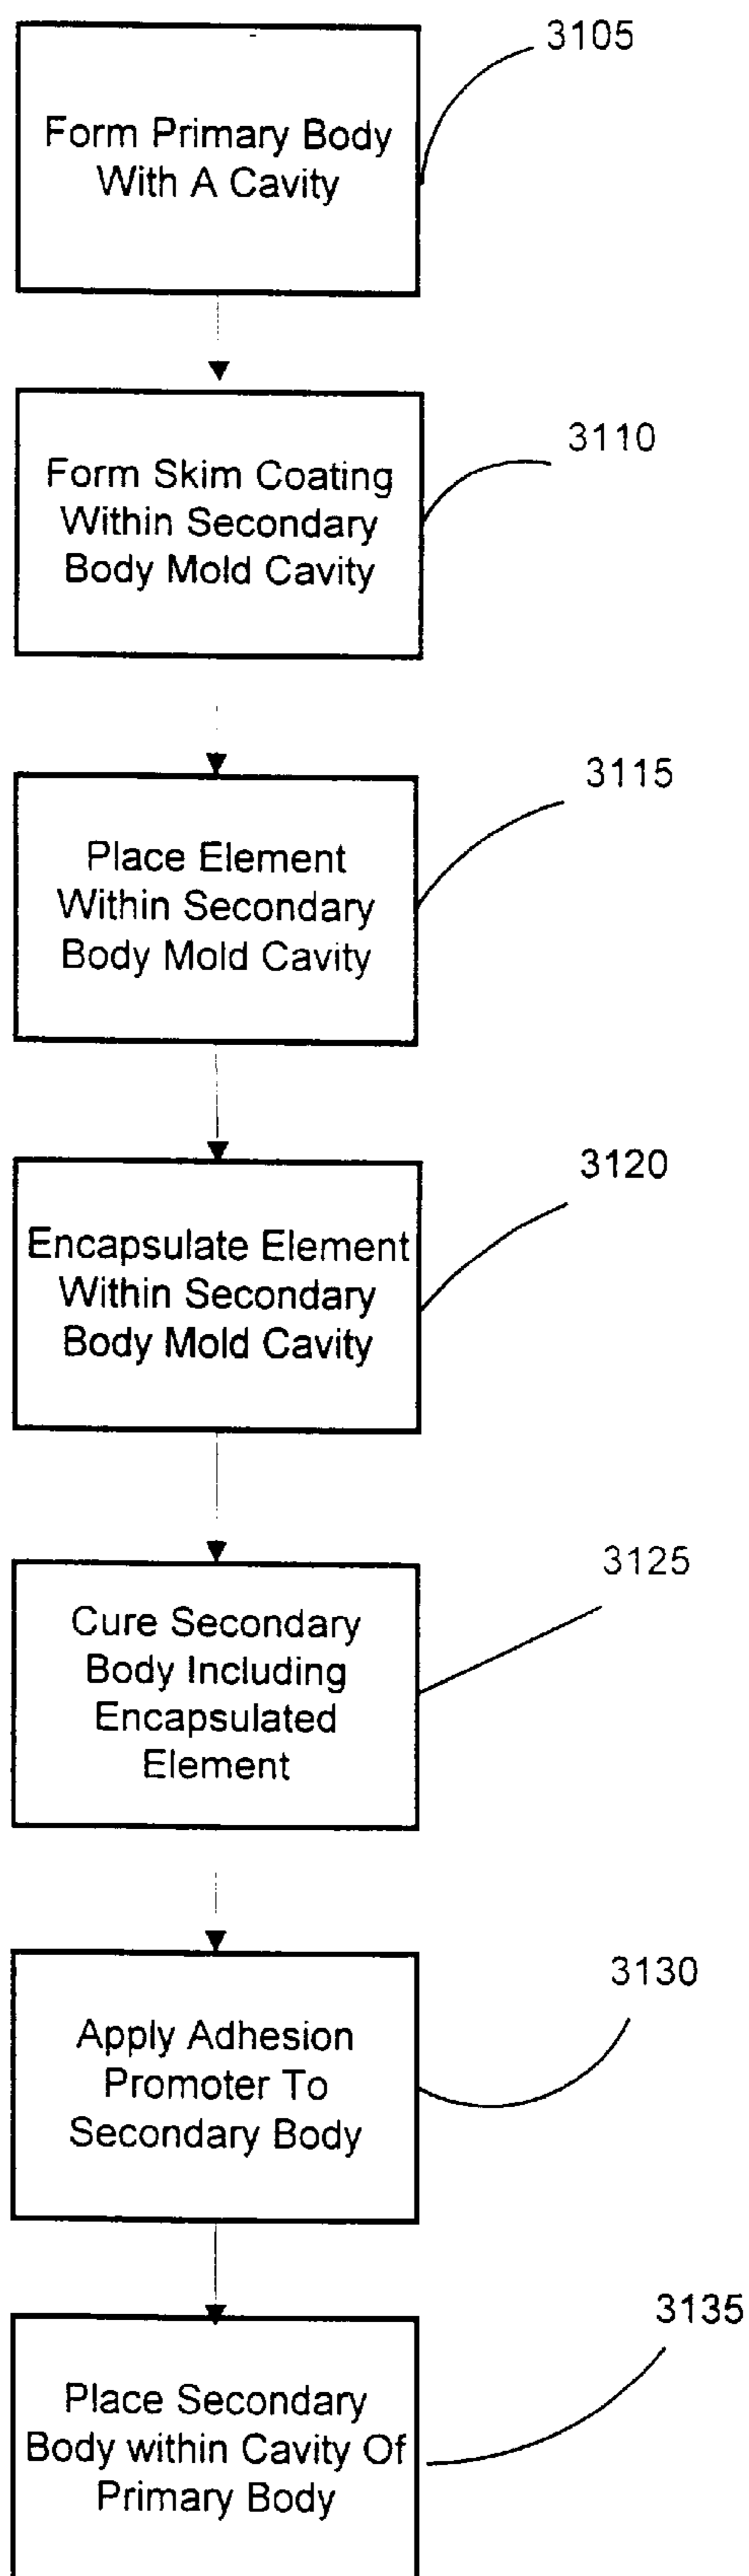 3105
Form Primary Body
With A Cavity
3110
Form Skim Coating
Within Secondary
Body Mold Cavity
3115
Place Element
Within Secondary
Body Mold Cavity
3120
Encapsulate Element
Within Secondary
Body Mold Cavity
3125
Cure Secondary
Body Including
Encapsulated
Element
3130
Apply Adhesion
Promoter To
Secondary Body
3135
Place Secondary
Body within Cavity Of
Primary Body